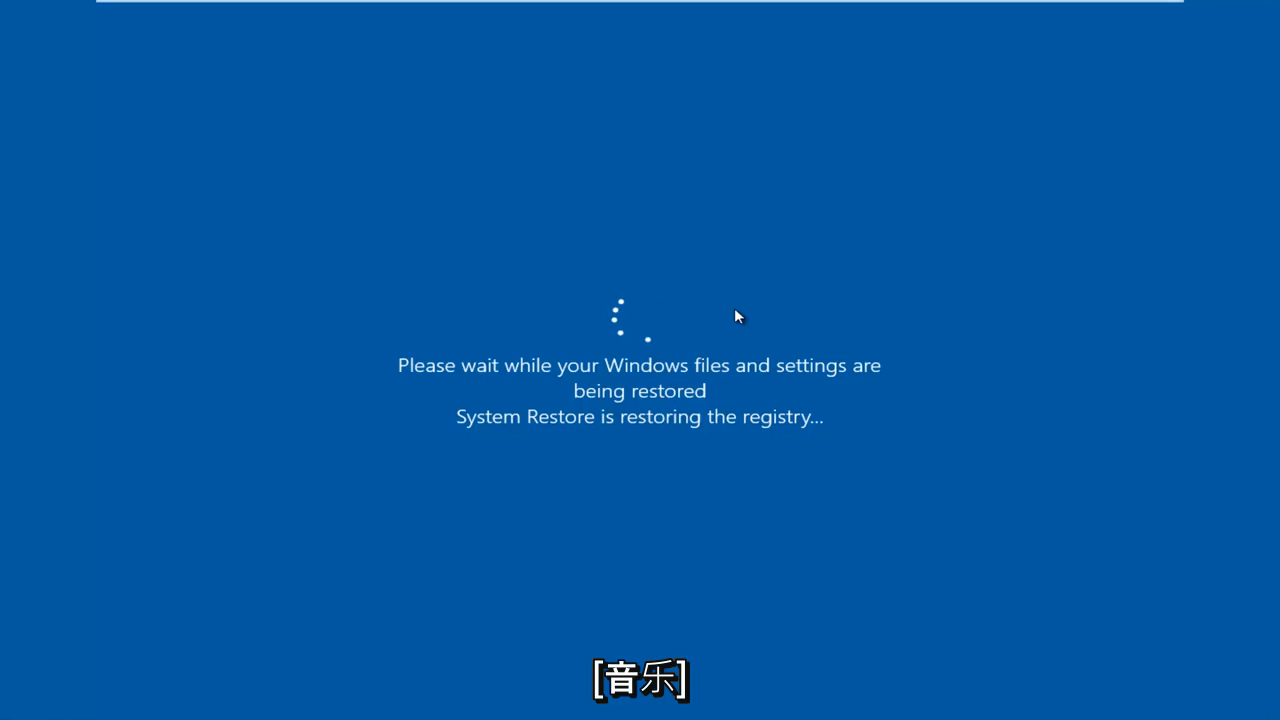 Please wait while your Windows files and settings are
being restored
System Restore is restoring the registry...
[音乐]